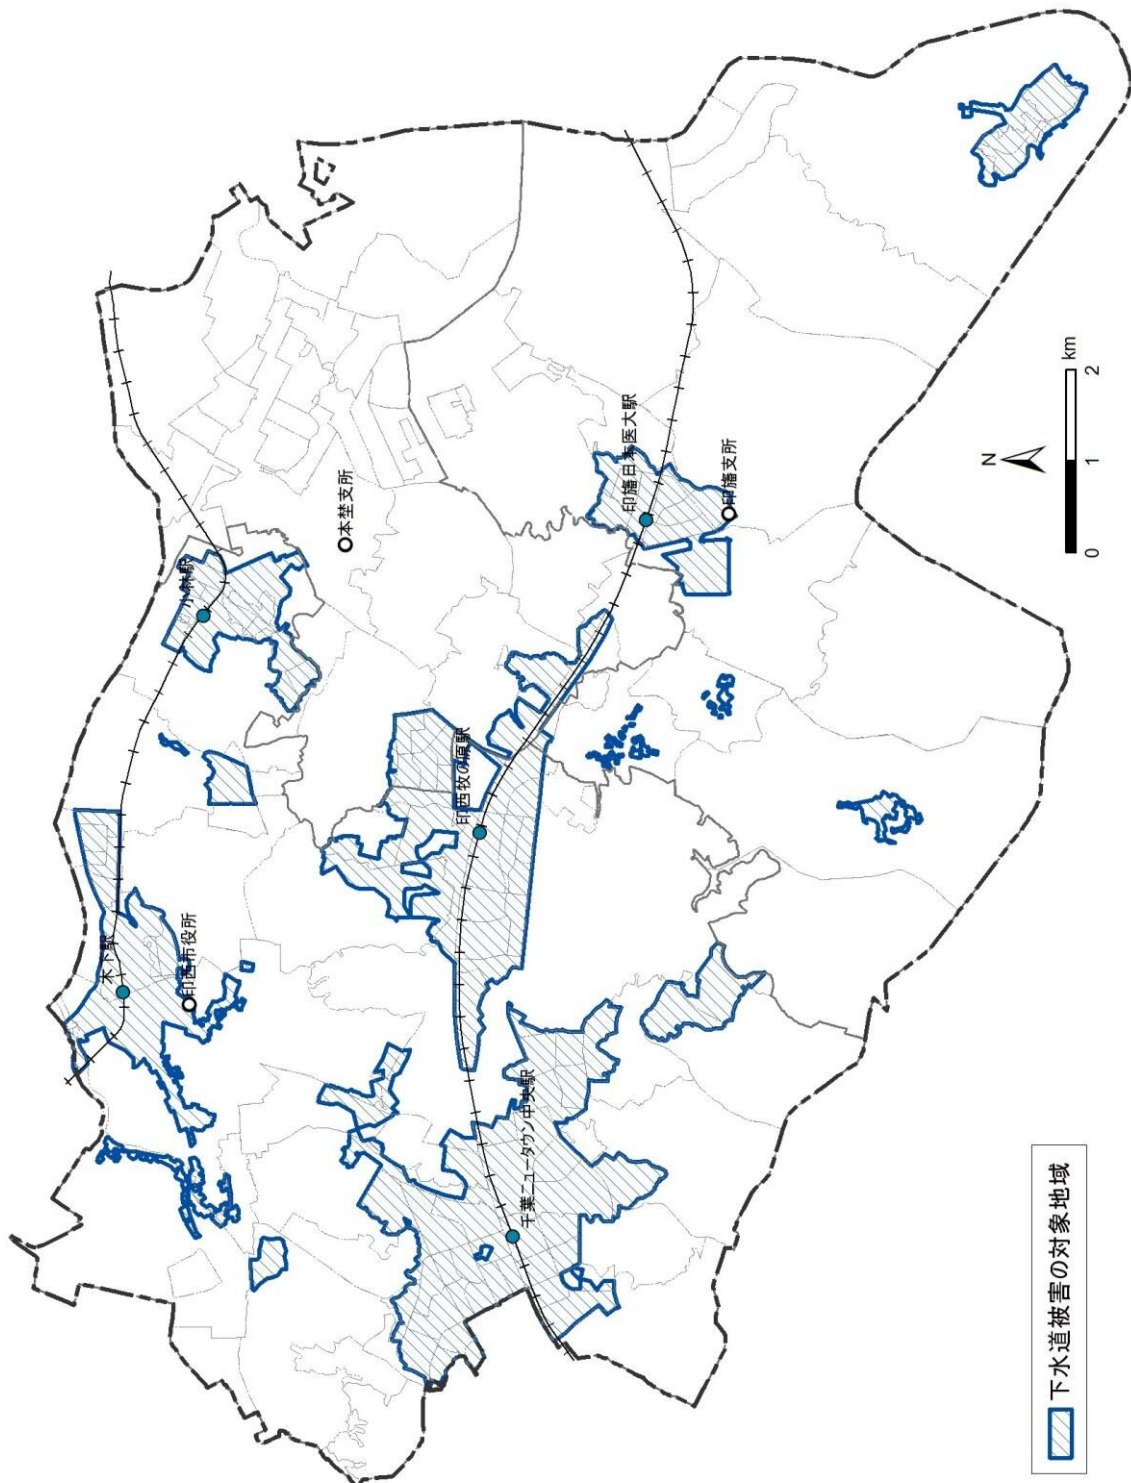 木下駅
印西市役所
小林駅
本埜支所
印西牧の原駅
千葉ニュータウン中央駅
印旛日本医大駅
印旛支所
N
0 1 2 km
下水道被害の対象地域